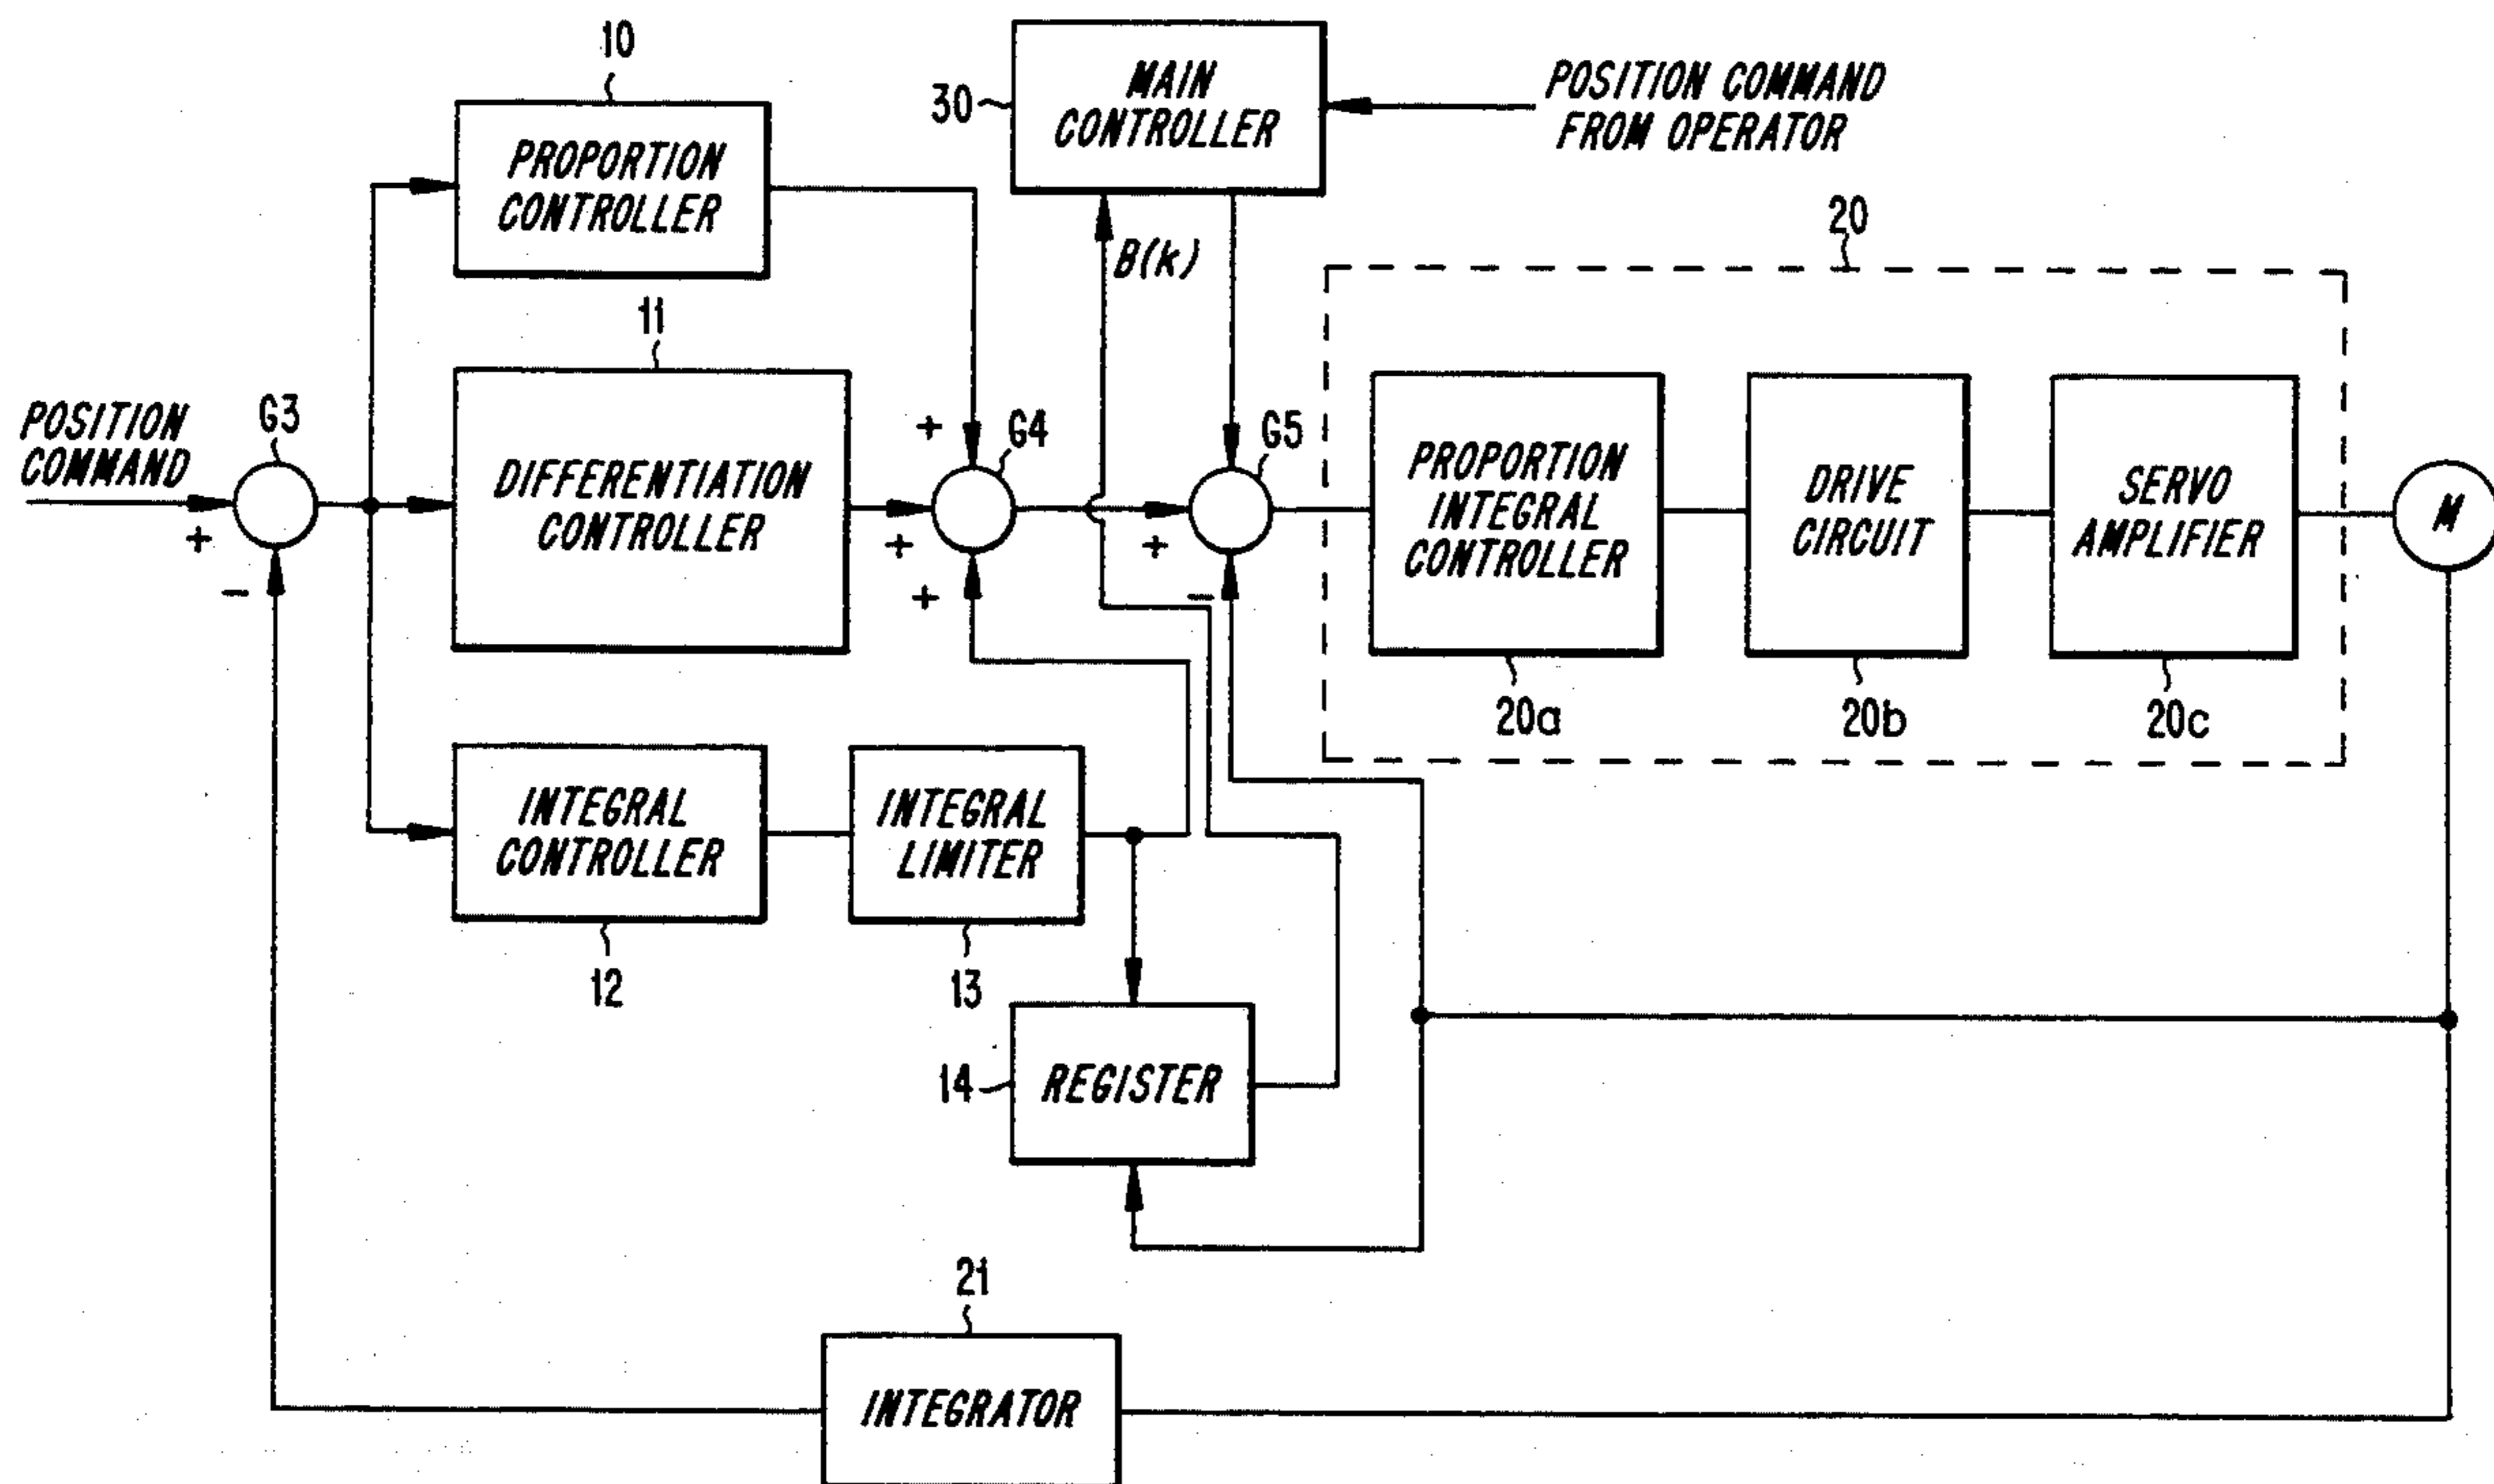 10
PROPORTION
CONTROLLER
30
MAIN
CONTROLLER
POSITION COMMAND
FROM OPERATOR
B(k)
20
11
DIFFERENTIATION
CONTROLLER
POSITION
COMMAND
G3
+
-
+
G4
+
+
G5
+
-
PROPORTION
INTEGRAL
CONTROLLER
20a
DRIVE
CIRCUIT
20b
SERVO
AMPLIFIER
20c
M
INTEGRAL
CONTROLLER
12
INTEGRAL
LIMITER
13
14
REGISTER
21
INTEGRATOR